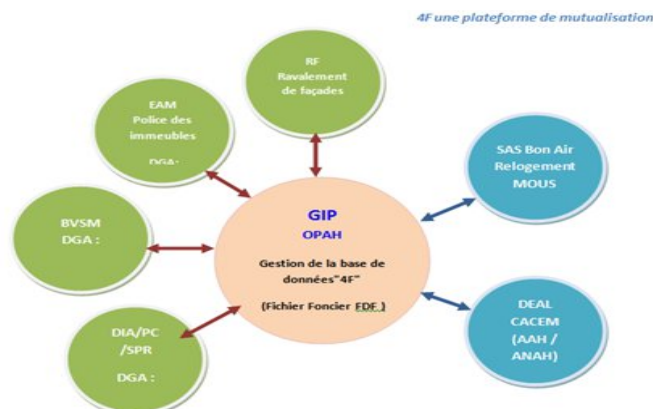 4F une plateforme de mutualisation
RF
Ravalement
de façades
EAM
Police des
immeubles
DGA:
SAS Bon Air
Relogement
MOUS
BVSM
DGA :
GIP
OPAH
Gestion de la base de
données"4F"
(Fichier Foncier FDF )
DIA/PC
/SPR
DGA :
DEAL
CACEM
(AAH /
ANAH)